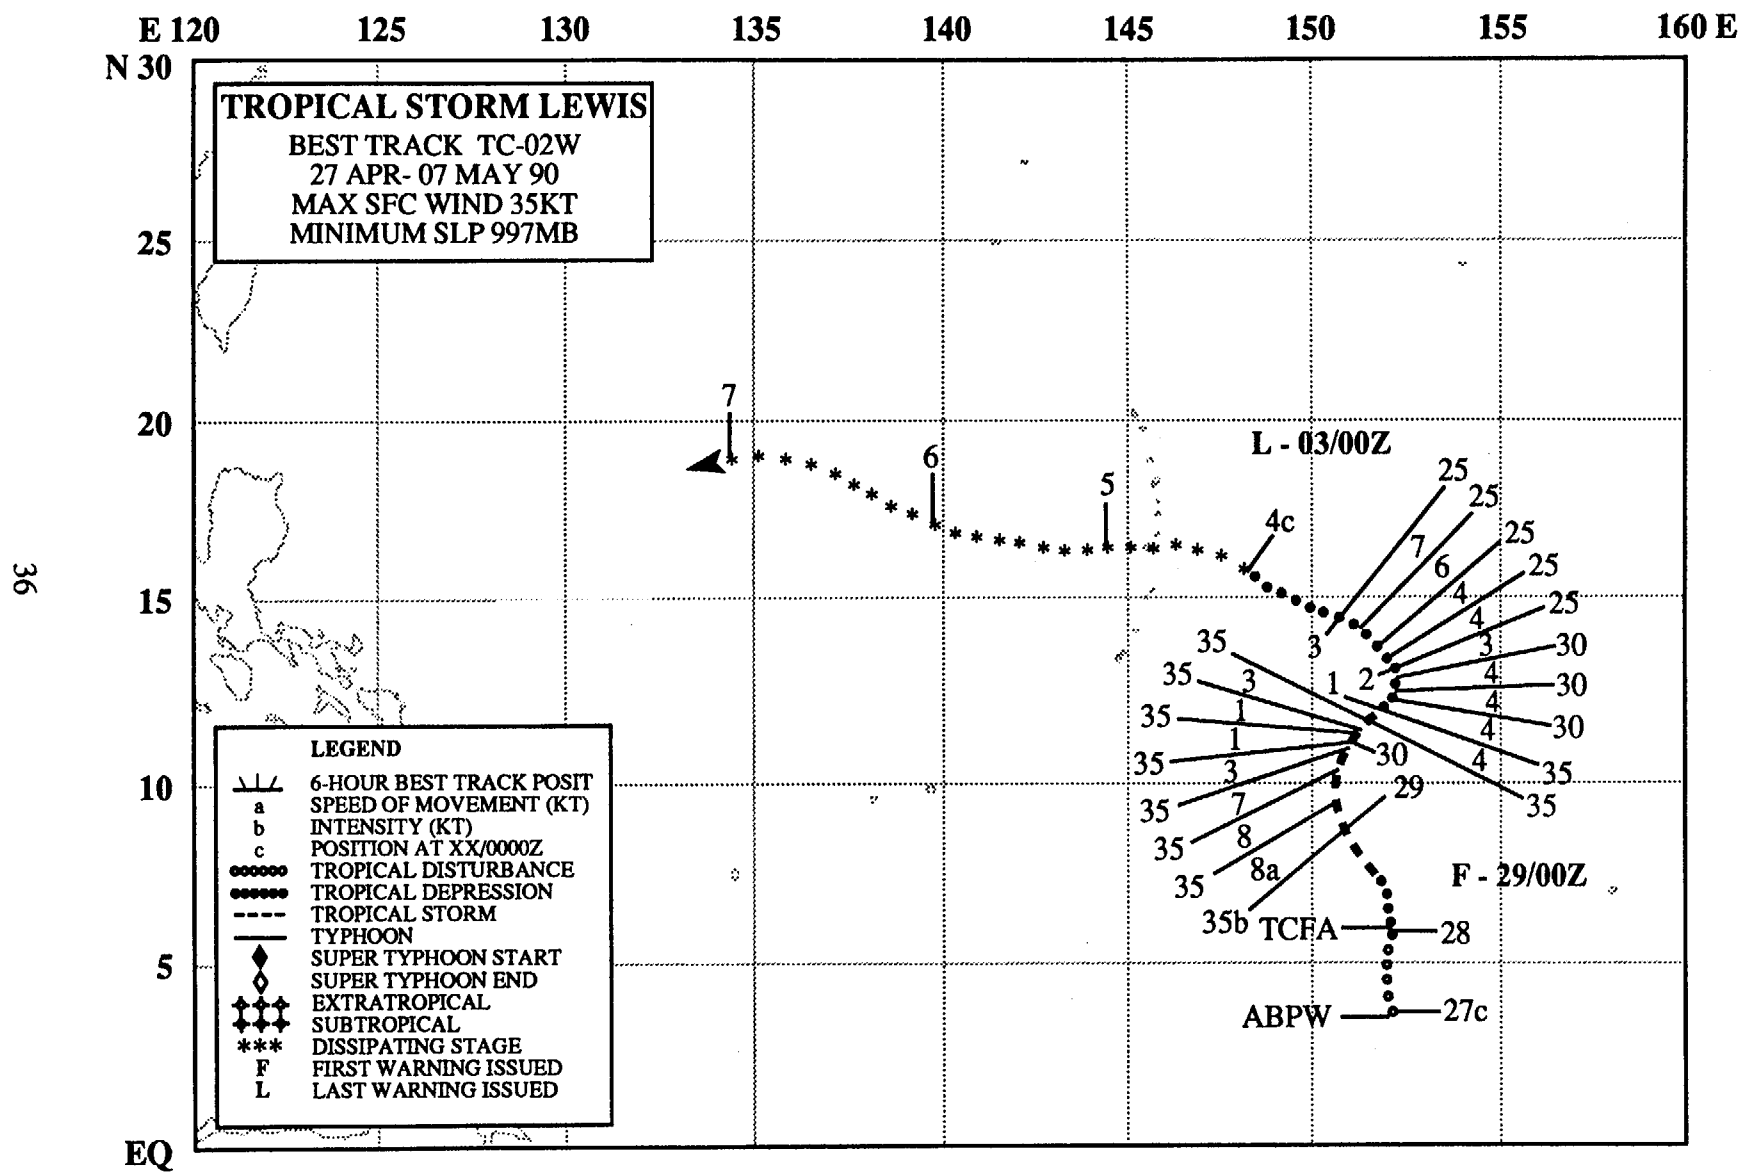 E 120 125 130 135 140 145 150 155 160 E
N 30
25
20
15
10
5
EQ
36
TROPICAL STORM LEWIS
BEST TRACK TC-02W
27 APR- 07 MAY 90
MAX SFC WIND 35KT
MINIMUM SLP 997MB
7
6
5
4c
L - 03/00Z
25
25
25
25
25
30
30
30
35
35
7
6
4
4
3
4
4
4
4
3
2
1
30
35
35
35
35
35
35
35
35b
3
1
1
3
7
8
8a
29
F - 29/00Z
TCFA
28
ABPW
27c
LEGEND
6-HOUR BEST TRACK POSIT
a SPEED OF MOVEMENT (KT)
b INTENSITY (KT)
c POSITION AT XX/0000Z
TROPICAL DISTURBANCE
TROPICAL DEPRESSION
TROPICAL STORM
TYPHOON
SUPER TYPHOON START
SUPER TYPHOON END
EXTRATROPICAL
SUBTROPICAL
*** DISSIPATING STAGE
F FIRST WARNING ISSUED
L LAST WARNING ISSUED